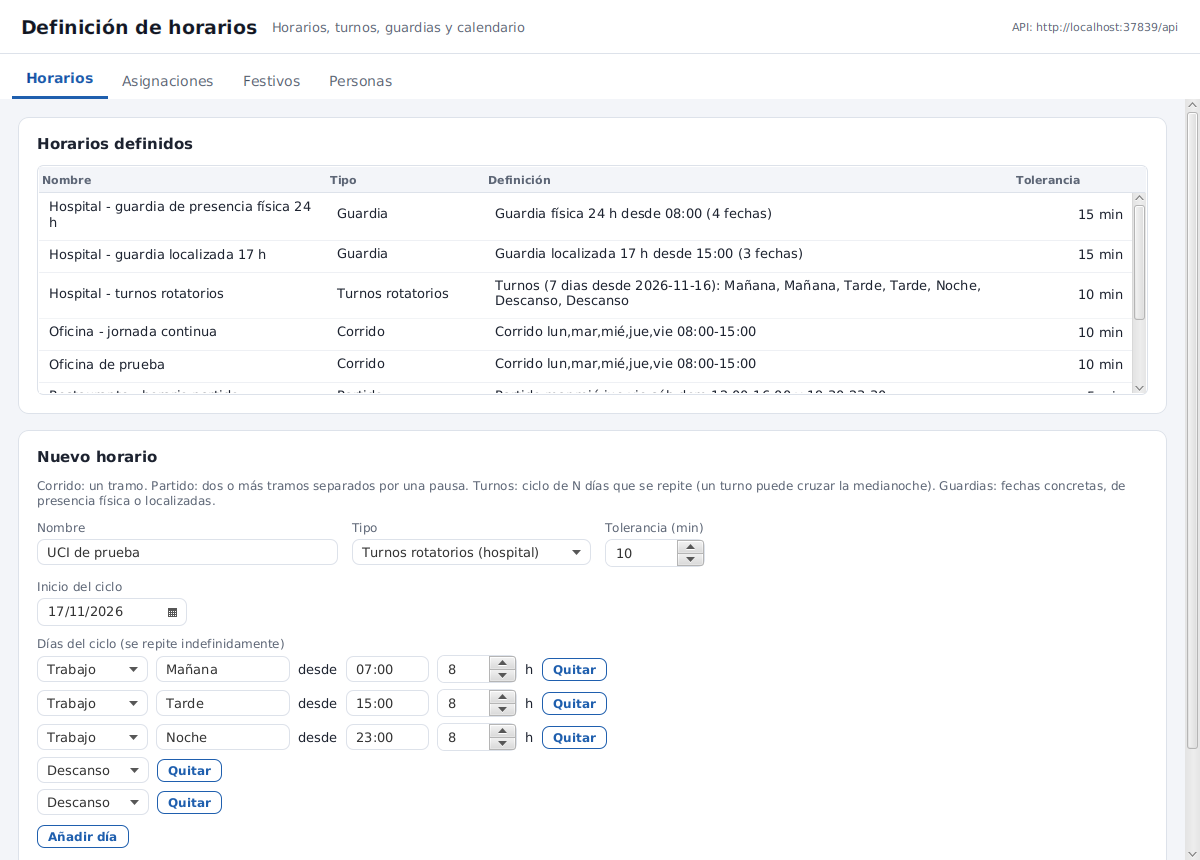 Definición de horarios
Horarios, turnos, guardias y calendario
API: http://localhost:37839/api
Horarios
Asignaciones
Festivos
Personas
Horarios definidos
Nombre
Tipo
Definición
Tolerancia
Hospital - guardia de presencia física 24
h
Guardia
Guardia física 24 h desde 08:00 (4 fechas)
15 min
Hospital - guardia localizada 17 h
Guardia
Guardia localizada 17 h desde 15:00 (3 fechas)
15 min
Hospital - turnos rotatorios
Turnos rotatorios
Turnos (7 dias desde 2026-11-16): Mañana, Mañana, Tarde, Tarde, Noche,
Descanso, Descanso
10 min
Oficina - jornada continua
Corrido
Corrido lun,mar,mié,jue,vie 08:00-15:00
10 min
Oficina de prueba
Corrido
Corrido lun,mar,mié,jue,vie 08:00-15:00
10 min
Nuevo horario
Corrido: un tramo. Partido: dos o más tramos separados por una pausa. Turnos: ciclo de N días que se repite (un turno puede cruzar la medianoche). Guardias: fechas concretas, de
presencia física o localizadas.
Nombre
Tipo
Tolerancia (min)
UCI de prueba
Turnos rotatorios (hospital)
10
Inicio del ciclo
17/11/2026
Días del ciclo (se repite indefinidamente)
Trabajo Mañana desde 07:00 8 h Quitar
Trabajo Tarde desde 15:00 8 h Quitar
Trabajo Noche desde 23:00 8 h Quitar
Descanso Quitar
Descanso Quitar
Añadir día